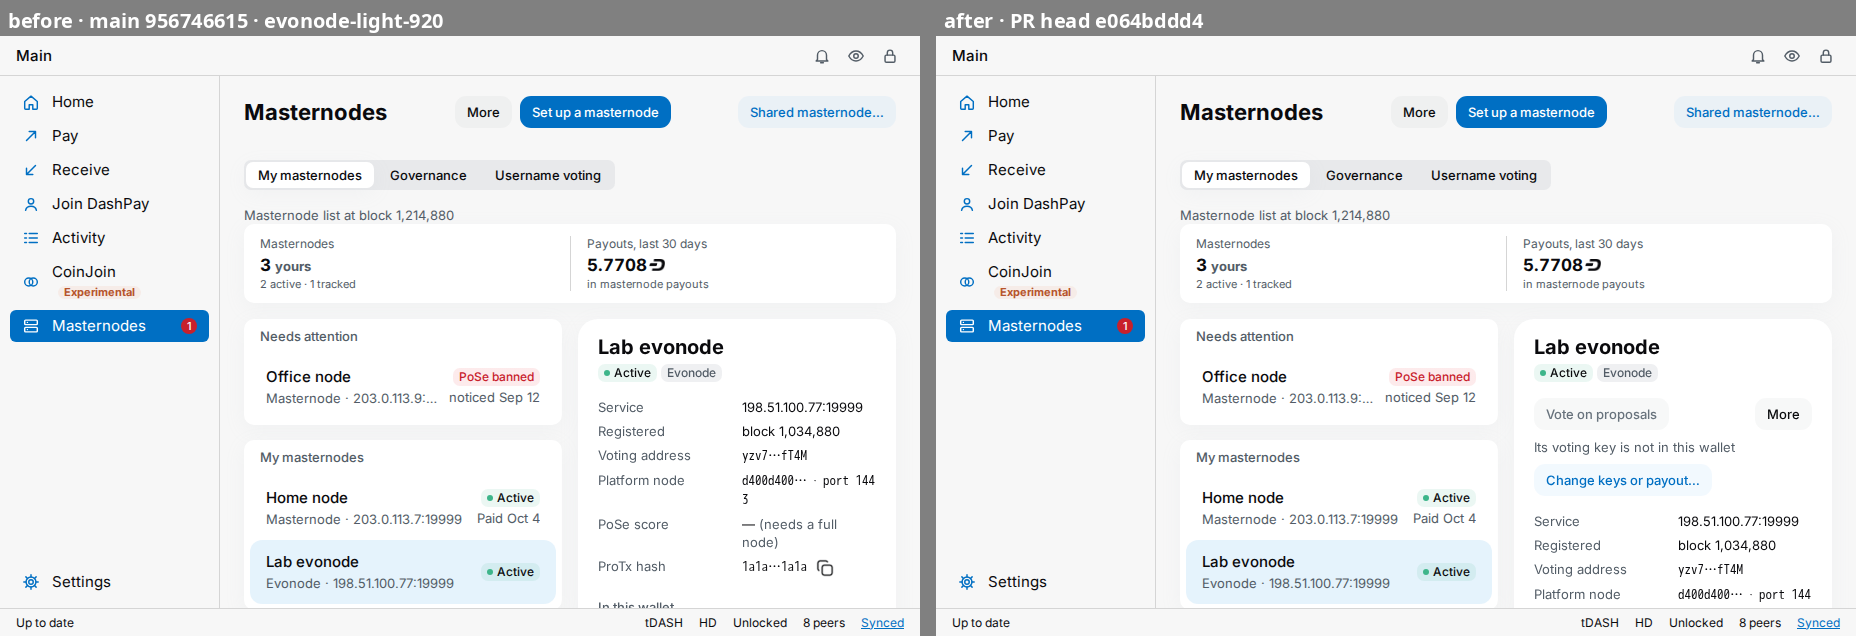 before · main 956746615 · evonode-light-920
Main
Home
Pay
Receive
Join DashPay
Activity
CoinJoin
Experimental
Masternodes 1
Settings
Masternodes
More
Set up a masternode
Shared masternode...
My masternodes
Governance
Username voting
Masternode list at block 1,214,880
Masternodes
3 yours
2 active · 1 tracked
Payouts, last 30 days
5.7708
in masternode payouts
Needs attention
Office node
PoSe banned
Masternode · 203.0.113.9:...
noticed Sep 12
My masternodes
Home node
Active
Masternode · 203.0.113.7:19999
Paid Oct 4
Lab evonode
Active
Evonode · 198.51.100.77:19999
Lab evonode
Active
Evonode
Service 198.51.100.77:19999
Registered block 1,034,880
Voting address yzv7···fT4M
Platform node d400d400··· · port 144
3
PoSe score — (needs a full
node)
ProTx hash 1a1a···1a1a
In this wallet
Up to date
tDASH
HD
Unlocked
8 peers
Synced
after · PR head e064bddd4
Main
Home
Pay
Receive
Join DashPay
Activity
CoinJoin
Experimental
Masternodes 1
Settings
Masternodes
More
Set up a masternode
Shared masternode...
My masternodes
Governance
Username voting
Masternode list at block 1,214,880
Masternodes
3 yours
2 active · 1 tracked
Payouts, last 30 days
5.7708
in masternode payouts
Needs attention
Office node
PoSe banned
Masternode · 203.0.113.9:...
noticed Sep 12
My masternodes
Home node
Active
Masternode · 203.0.113.7:19999
Paid Oct 4
Lab evonode
Active
Evonode · 198.51.100.77:19999
Lab evonode
Active
Evonode
Vote on proposals
More
Its voting key is not in this wallet
Change keys or payout...
Service 198.51.100.77:19999
Registered block 1,034,880
Voting address yzv7···fT4M
Platform node d400d400··· · port 144
Up to date
tDASH
HD
Unlocked
8 peers
Synced